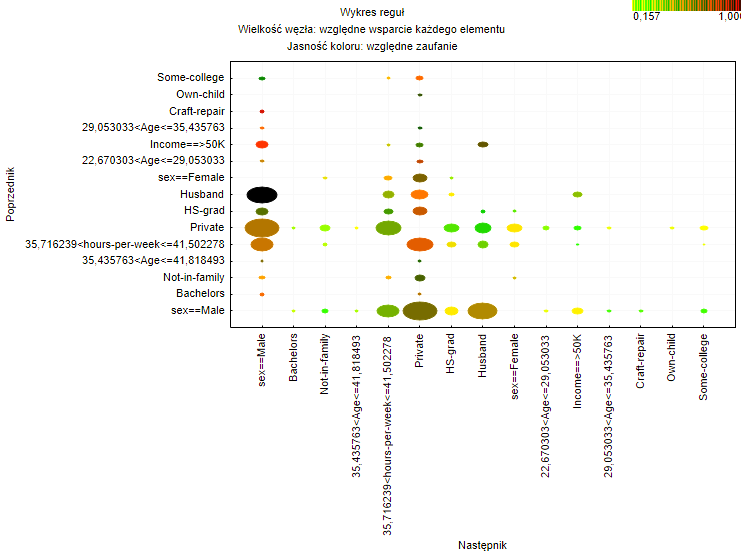 Wykres reguł
Wielkość węzła: względne wsparcie każdego elementu
Jasność koloru: względne zaufanie
0,157
1,000
Poprzednik
Some-college
Own-child
Craft-repair
29,053033<Age<=35,435763
Income==>50K
22,670303<Age<=29,053033
sex==Female
Husband
HS-grad
Private
35,716239<hours-per-week<=41,502278
35,435763<Age<=41,818493
Not-in-family
Bachelors
sex==Male
sex==Male
Bachelors
Not-in-family
35,435763<Age<=41,818493
35,716239<hours-per-week<=41,502278
Private
HS-grad
Husband
sex==Female
22,670303<Age<=29,053033
Income==>50K
29,053033<Age<=35,435763
Craft-repair
Own-child
Some-college
Następnik